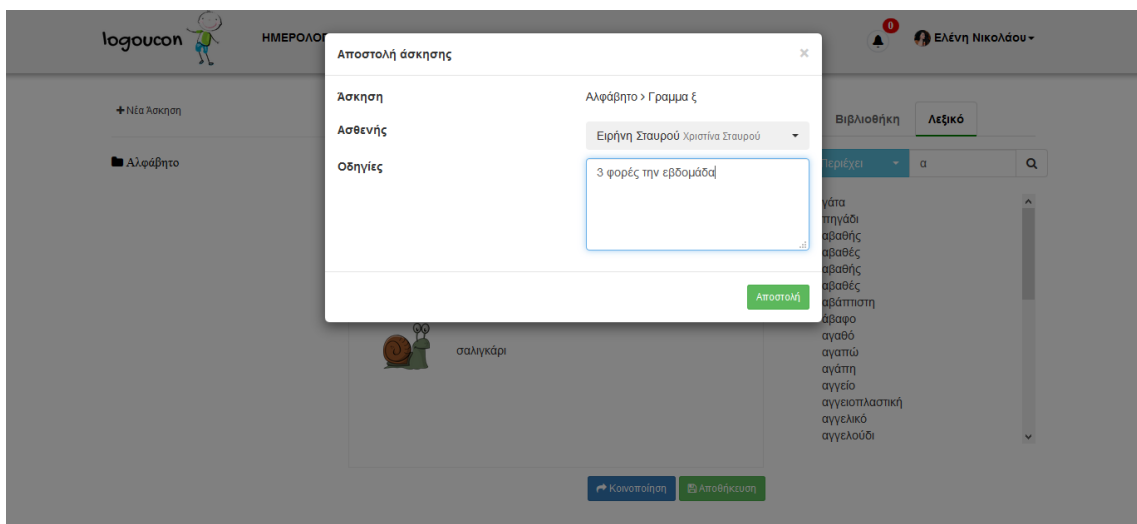 logoucon
ΗΜΕΡΟΛΟΓ
0
Ελένη Νικολάου
Αποστολή άσκησης
×
Άσκηση
Αλφάβητο > Γραμμα ξ
Ασθενής
Ειρήνη Σταυρού Χριστίνα Σταυρού
Οδηγίες
3 φορές την εβδομάδα
Αποστολή
+ Νέα Άσκηση
Αλφάβητο
σαλιγκάρι
Κοινοποίηση
Αποθήκευση
Βιβλιοθήκη
Λεξικό
Περιέχει
α
γάτα
πηγάδι
αβαθής
αβαθές
αβαθής
αβαθές
αβάπτιστη
άβαφο
αγαθό
αγαπώ
αγάπη
αγγείο
αγγειοπλαστική
αγγελικό
αγγελούδι